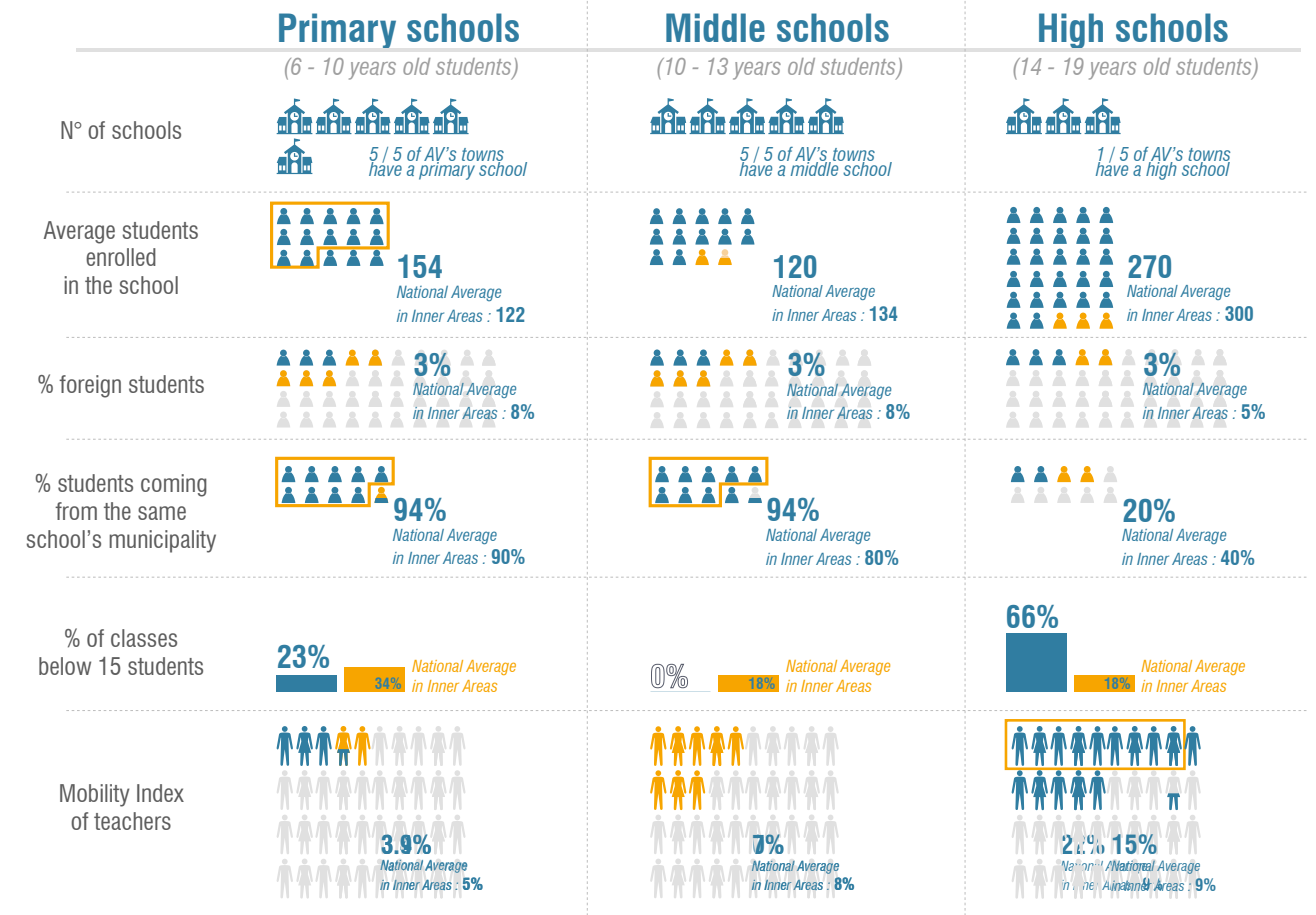 Primary schools
Middle schools
High schools
(6 - 10 years old students)
(10 - 13 years old students)
(14 - 19 years old students)
N° of schools
5 / 5 of AV's towns
have a primary school
5 / 5 of AV's towns
have a middle school
1 / 5 of AV's towns
have a high school
Average students
enrolled
in the school
154
National Average
in Inner Areas : 122
120
National Average
in Inner Areas : 134
270
National Average
in Inner Areas : 300
% foreign students
3%
National Average
in Inner Areas : 8%
3%
National Average
in Inner Areas : 8%
3%
National Average
in Inner Areas : 5%
% students coming
from the same
school's municipality
94%
National Average
in Inner Areas : 90%
94%
National Average
in Inner Areas : 80%
20%
National Average
in Inner Areas : 40%
% of classes
below 15 students
23%
34%
National Average
in Inner Areas
0%
18%
National Average
in Inner Areas
66%
18%
National Average
in Inner Areas
Mobility Index
of teachers
National Average
in Inner Areas : 5%
National Average
in Inner Areas : 8%
15%
National Average
in Inner Areas : 9%